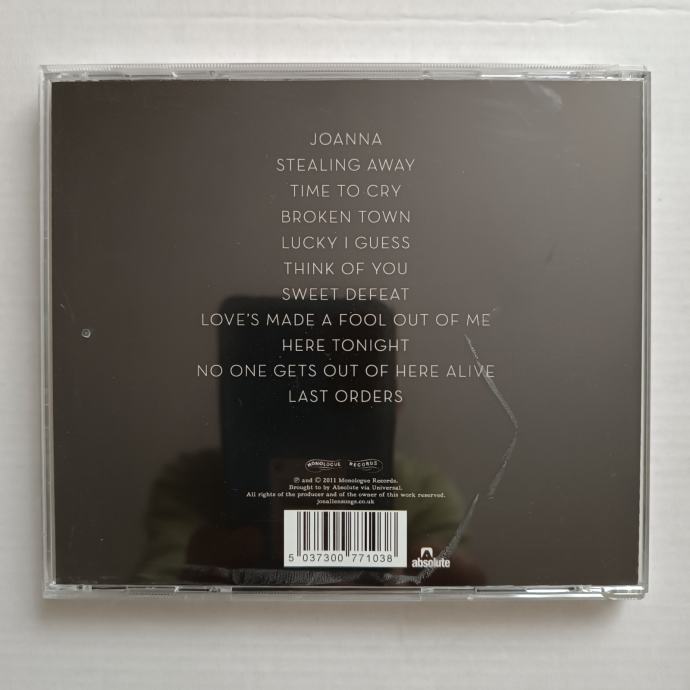 JOANNA
STEALING AWAY
TIME TO CRY
BROKEN TOWN
LUCKY I GUESS
THINK OF YOU
SWEET DEFEAT
LOVE'S MADE A FOOL OUT OF ME
HERE TONIGHT
NO ONE GETS OUT OF HERE ALIVE
LAST ORDERS
MONOLOGUE RECORDS
℗ and © 2011 Monologue Records.
Drought to by Absolute via Universal.
All rights of the producer and of the owner of this work reserved.
jonallensongs.co.uk
5 037300 771038
absolute